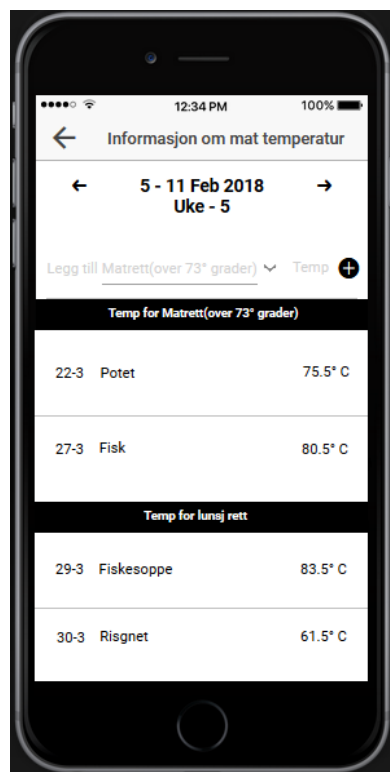 12:34 PM 100%
Informasjon om mat temperatur
5 - 11 Feb 2018
Uke - 5
Legg till Matrett(over 73° grader) Temp
Temp for Matrett(over 73° grader)
22-3 Potet 75.5° C
27-3 Fisk 80.5° C
Temp for lunsj rett
29-3 Fiskesoppe 83.5° C
30-3 Risgnet 61.5° C